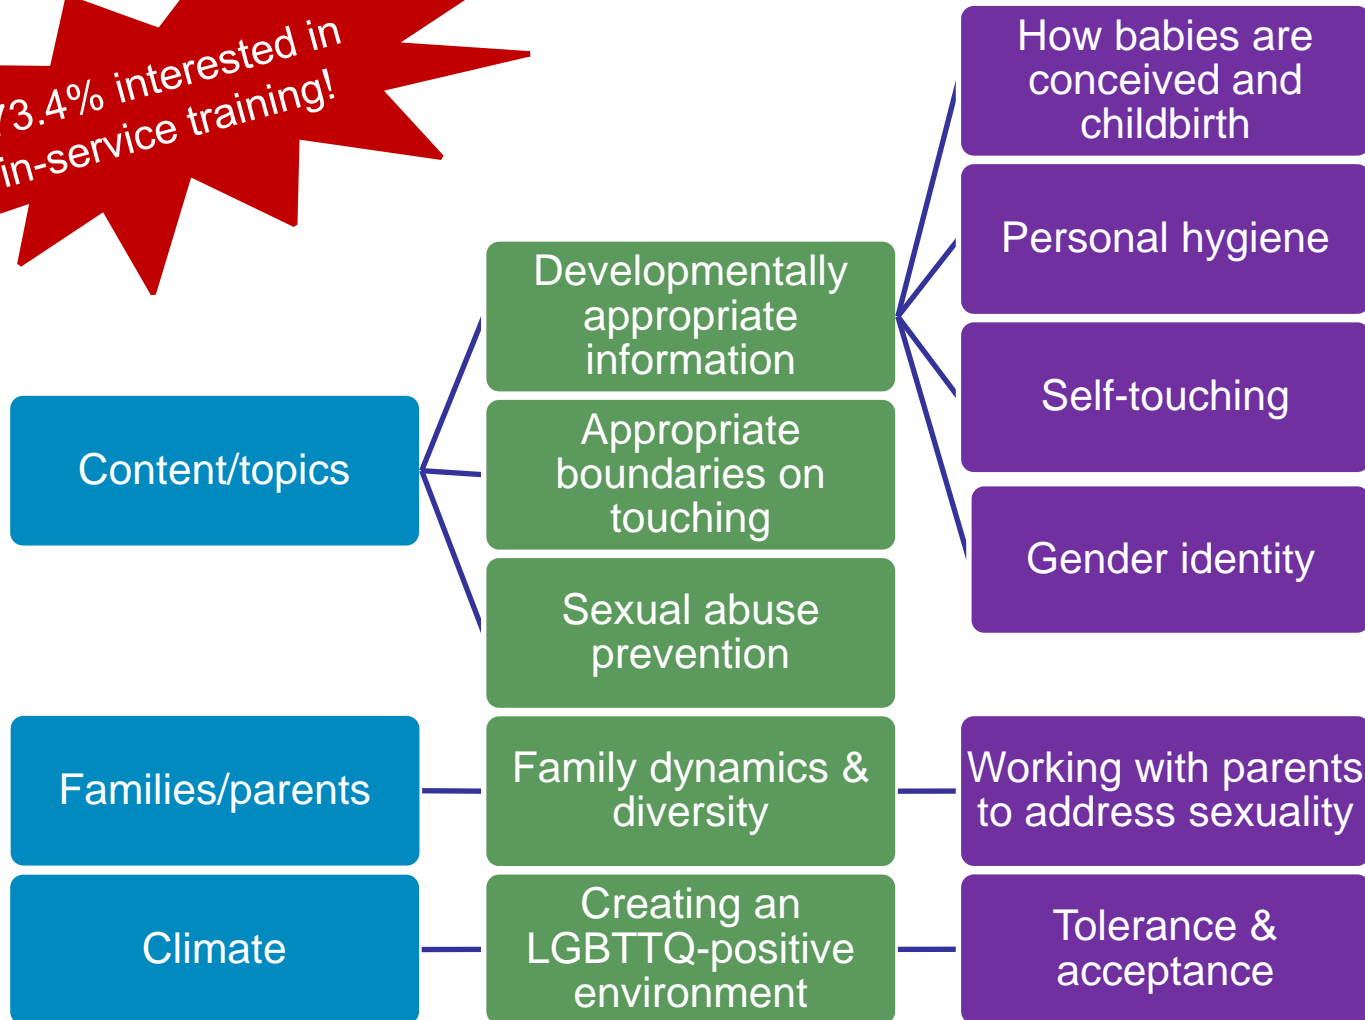 73.4% interested in
in-service training!
How babies are
conceived and
childbirth
Personal hygiene
Self-touching
Gender identity
Developmentally
appropriate
information
Appropriate
boundaries on
touching
Sexual abuse
prevention
Content/topics
Families/parents
Family dynamics &
diversity
Working with parents
to address sexuality
Climate
Creating an
LGBTTQ-positive
environment
Tolerance &
acceptance